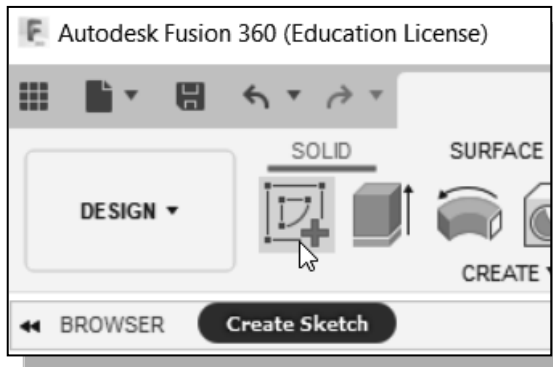 Autodesk Fusion 360 (Education License)
SOLID
SURFACE
DESIGN
CREATE
BROWSER
Create Sketch